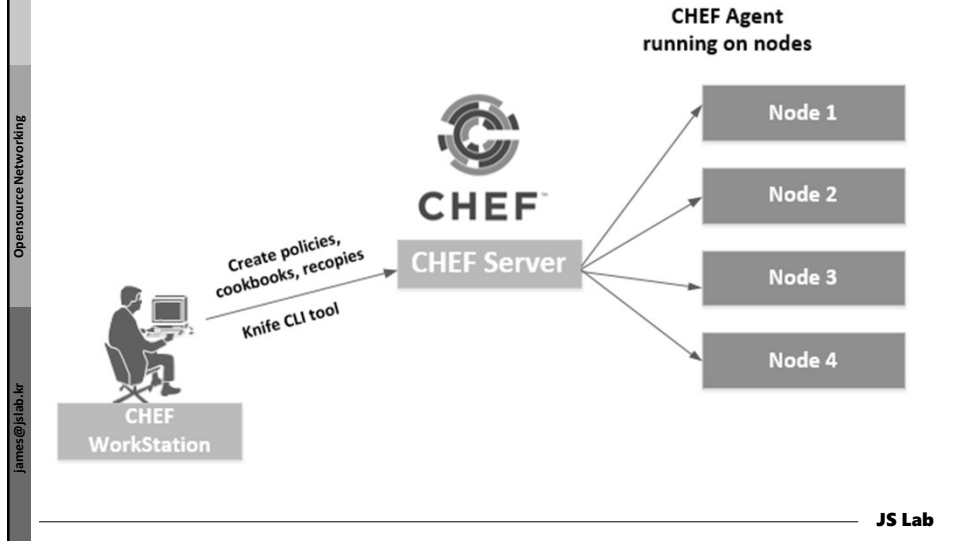 CHEF Agent
running on nodes
Opensource Networking
james@jslab.kr
CHEF™
CHEF Server
Create policies,
cookbooks, recopies
Knife CLI tool
CHEF
WorkStation
Node 1
Node 2
Node 3
Node 4
JS Lab